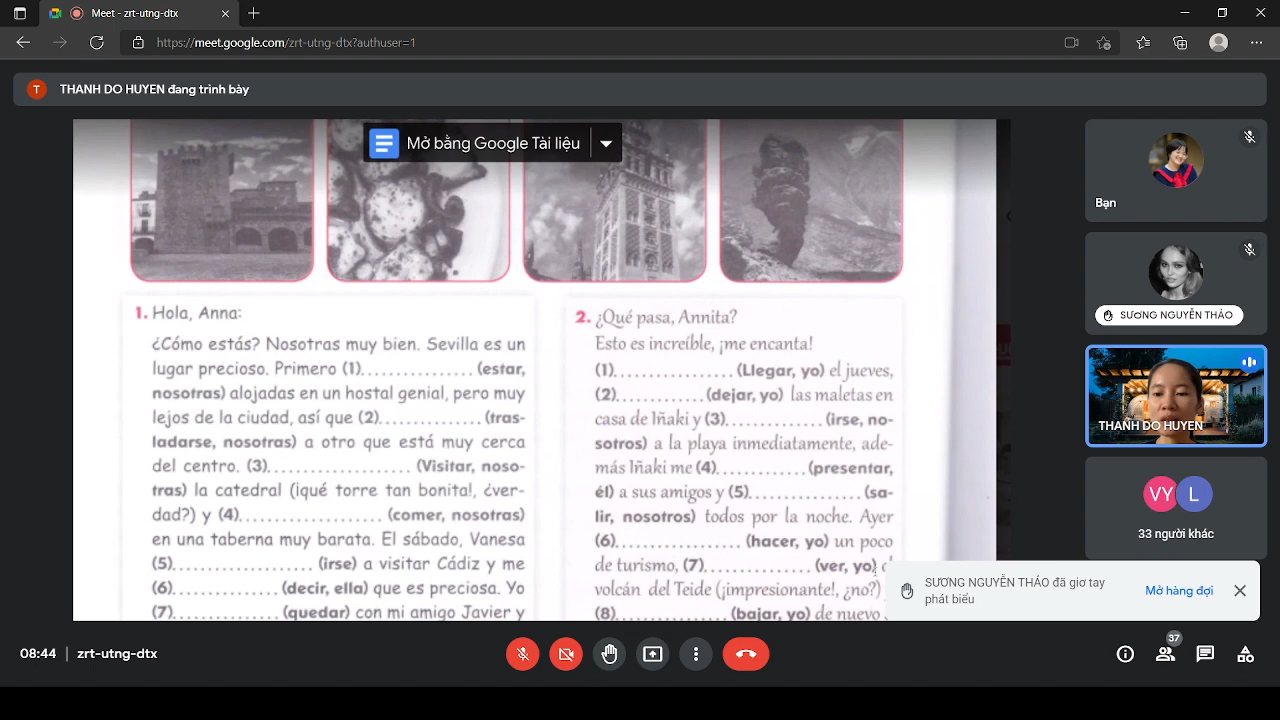 Meet - zrt-utng-dtx
https://meet.google.com/zrt-utng-dtx?authuser=1
T THANH DO HUYEN đang trình bày
Mở bằng Google Tài liệu
1. Hola, Anna:
¿Cómo estás? Nosotras muy bien. Sevilla es un
lugar precioso. Primero (1)................ (estar,
nosotras) alojadas en un hostal genial, pero muy
lejos de la ciudad, así que (2).............. (tras-
ladarse, nosotras) a otro que está muy cerca
del centro. (3)................... (Visitar, noso-
tras) la catedral (¡qué torre tan bonita!, ¿ver-
dad?) y (4)................... (comer, nosotras)
en una taberna muy barata. El sábado, Vanesa
(5)................... (irse) a visitar Cádiz y me
(6).............. (decir, ella) que es preciosa. Yo
(7).............. (quedar) con mi amigo Javier y
2. ¿Qué pasa, Annita?
Esto es increíble, ¡me encanta!
(1)................. (Llegar, yo) el jueves,
(2)............. (dejar, yo) las maletas en
casa de Iñaki y (3)............. (irse, no-
sotros) a la playa inmediatamente, ade-
más Iñaki me (4)............ (presentar,
él) a sus amigos y (5)................ (sa-
lir, nosotros) todos por la noche. Ayer
(6).................. (hacer, yo) un poco
de turismo, (7)............... (ver, yo)
volcán del Teide (¡impresionante!, ¿no?)
(8)................ (bajar, yo) de nuevo
Bạn
SƯƠNG NGUYỄN THẢO
THANH DO HUYEN
VY L
33 người khác
SƯƠNG NGUYỄN THẢO đã giơ tay
phát biểu
Mở hàng đợi
08:44 | zrt-utng-dtx
37